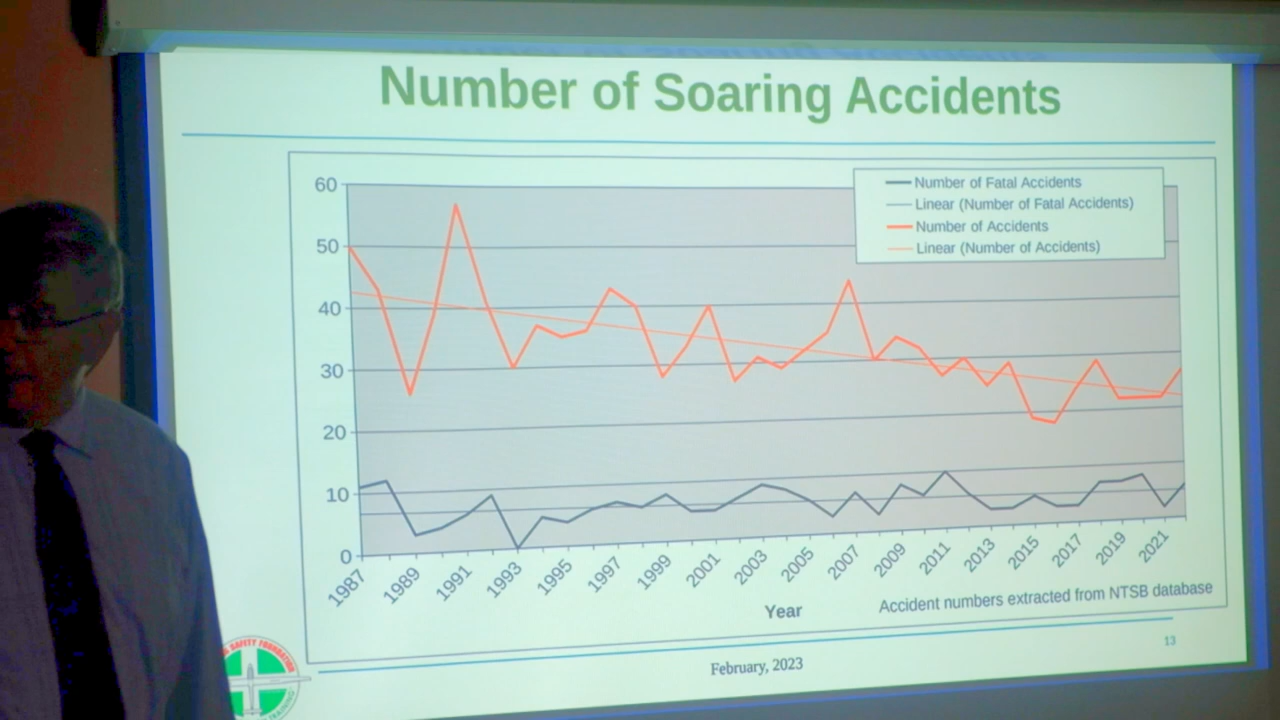 Number of Soaring Accidents
Number of Fatal Accidents
Linear (Number of Fatal Accidents)
Number of Accidents
Linear (Number of Accidents)
60
50
40
30
20
10
0
1987 1989 1991 1993 1995 1997 1999 2001 2003 2005 2007 2009 2011 2013 2015 2017 2019 2021
Year
Accident numbers extracted from NTSB database
SAFETY FOUNDATION
February, 2023
13